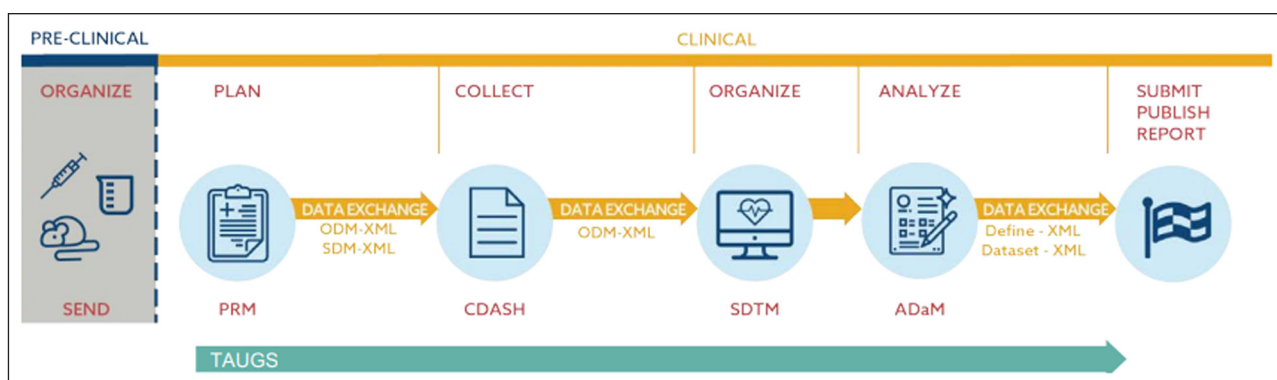 PRE-CLINICAL
CLINICAL
ORGANIZE
PLAN
COLLECT
ORGANIZE
ANALYZE
SUBMIT
PUBLISH
REPORT
DATA EXCHANGE
ODM-XML
SDM-XML
DATA EXCHANGE
ODM-XML
DATA EXCHANGE
Define - XML
Dataset - XML
SEND
PRM
CDASH
SDTM
ADaM
TAUGS